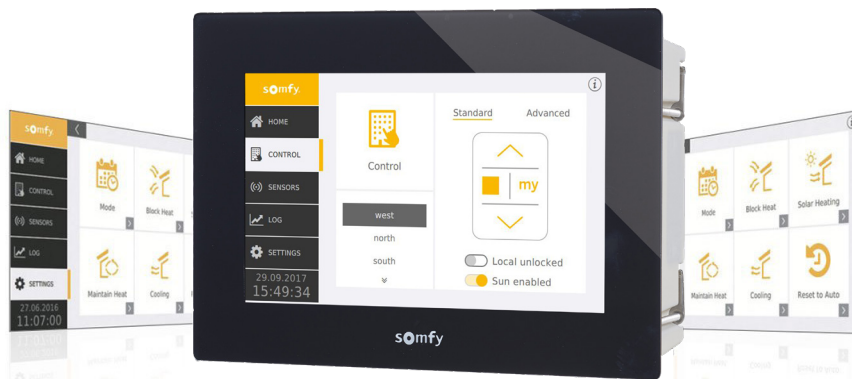 somfy
HOME
CONTROL
SENSORS
LOG
SETTINGS
27.06.2016
11:07:00
Mode
Block Heat
Maintain Heat
Cooling
somfy
HOME
CONTROL
SENSORS
LOG
SETTINGS
29.09.2017
15:49:34
Control
west
north
south
Standard
Advanced
my
Local unlocked
Sun enabled
somfy
Mode
Block Heat
Solar Heating
Maintain Heat
Cooling
Reset to Auto